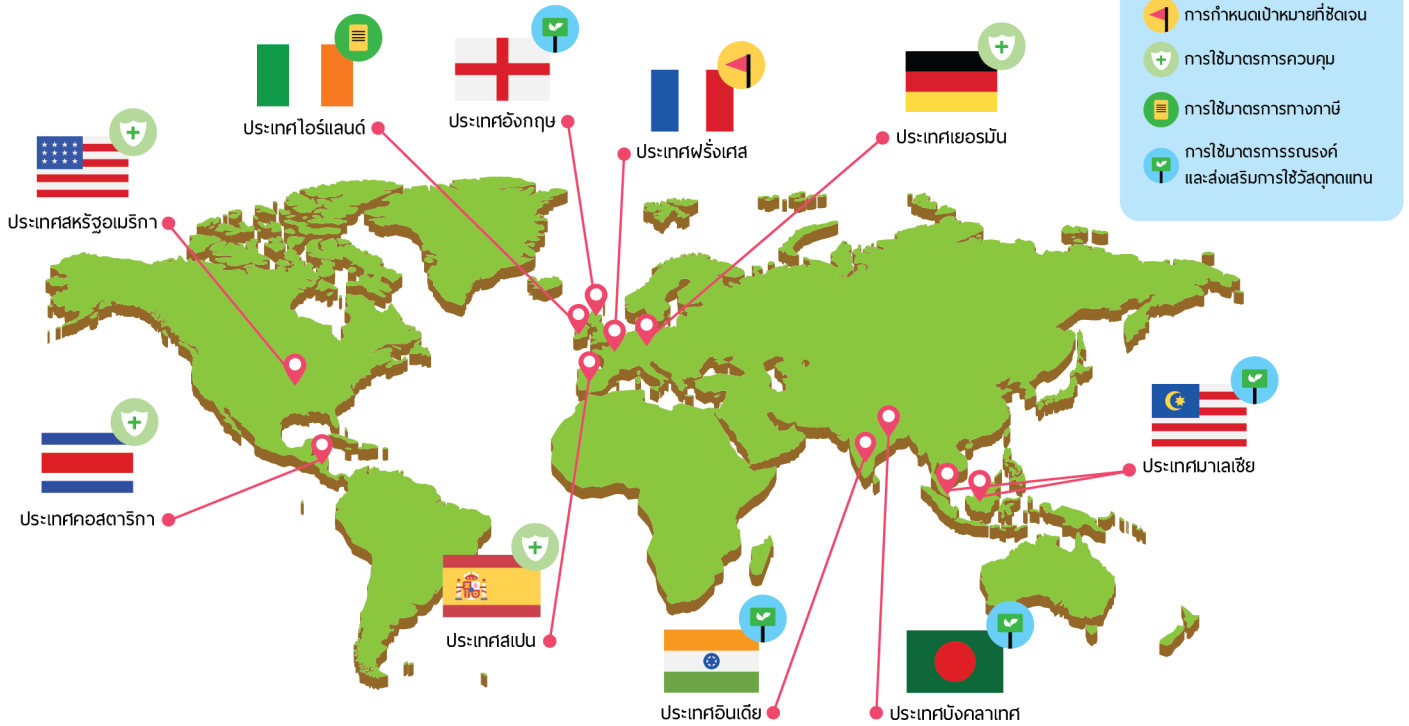 การกำหนดเป้าหมายที่ชัดเจน
การใช้มาตรการควบคุม
การใช้มาตรการทางภาษี
การใช้มาตรการรณรงค์
และส่งเสริมการใช้วัสดุทดแทน
ประเทศไอร์แลนด์
ประเทศอังกฤษ
ประเทศฝรั่งเศส
ประเทศเยอรมัน
ประเทศสหรัฐอเมริกา
ประเทศมาเลเซีย
ประเทศคอสตาริกา
ประเทศสเปน
ประเทศอินเดีย
ประเทศบังคลาเทศ